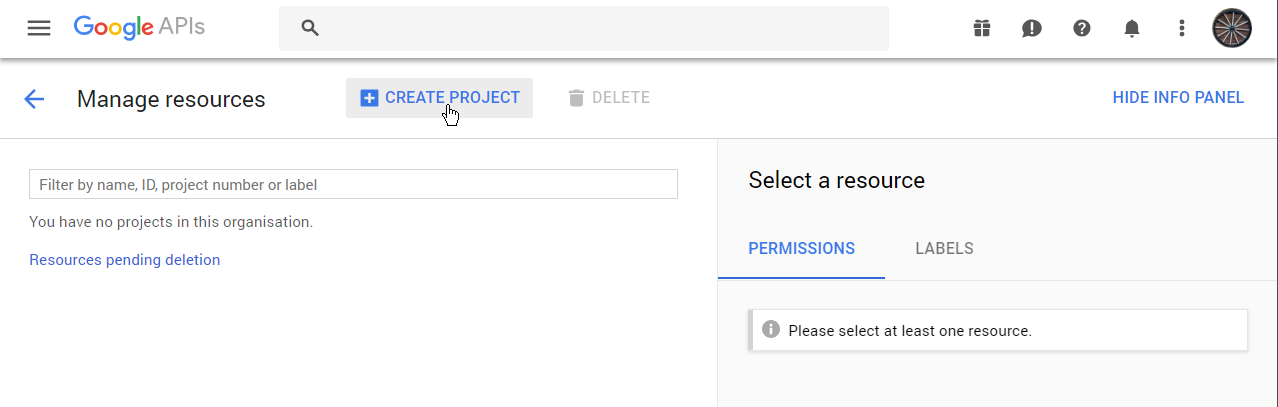 Google APIs
Manage resources
CREATE PROJECT
DELETE
HIDE INFO PANEL
Filter by name, ID, project number or label
You have no projects in this organisation.
Resources pending deletion
Select a resource
PERMISSIONS
LABELS
Please select at least one resource.